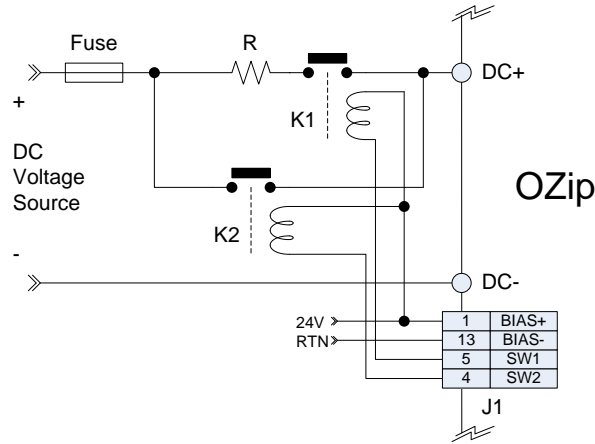 Fuse
R
DC+
+
K1
DC
Voltage
Source
OZip
K2
-
DC-
24V
1 BIAS+
RTN
13 BIAS-
5 SW1
4 SW2
J1